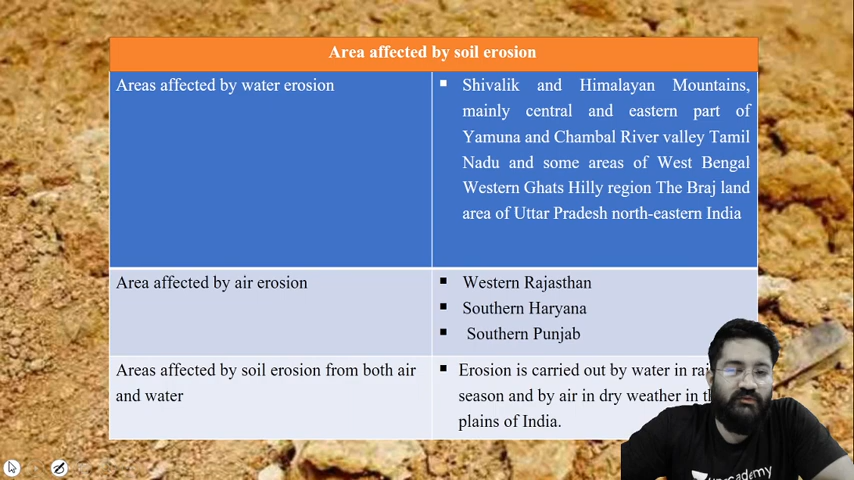 Area affected by soil erosion
Areas affected by water erosion
▪ Shivalik and Himalayan Mountains,
mainly central and eastern part of
Yamuna and Chambal River valley Tamil
Nadu and some areas of West Bengal
Western Ghats Hilly region The Braj land
area of Uttar Pradesh north-eastern India
Area affected by air erosion
▪ Western Rajasthan
▪ Southern Haryana
▪ Southern Punjab
Areas affected by soil erosion from both air
and water
▪ Erosion is carried out by water in
season and by air in dry weather in
plains of India.